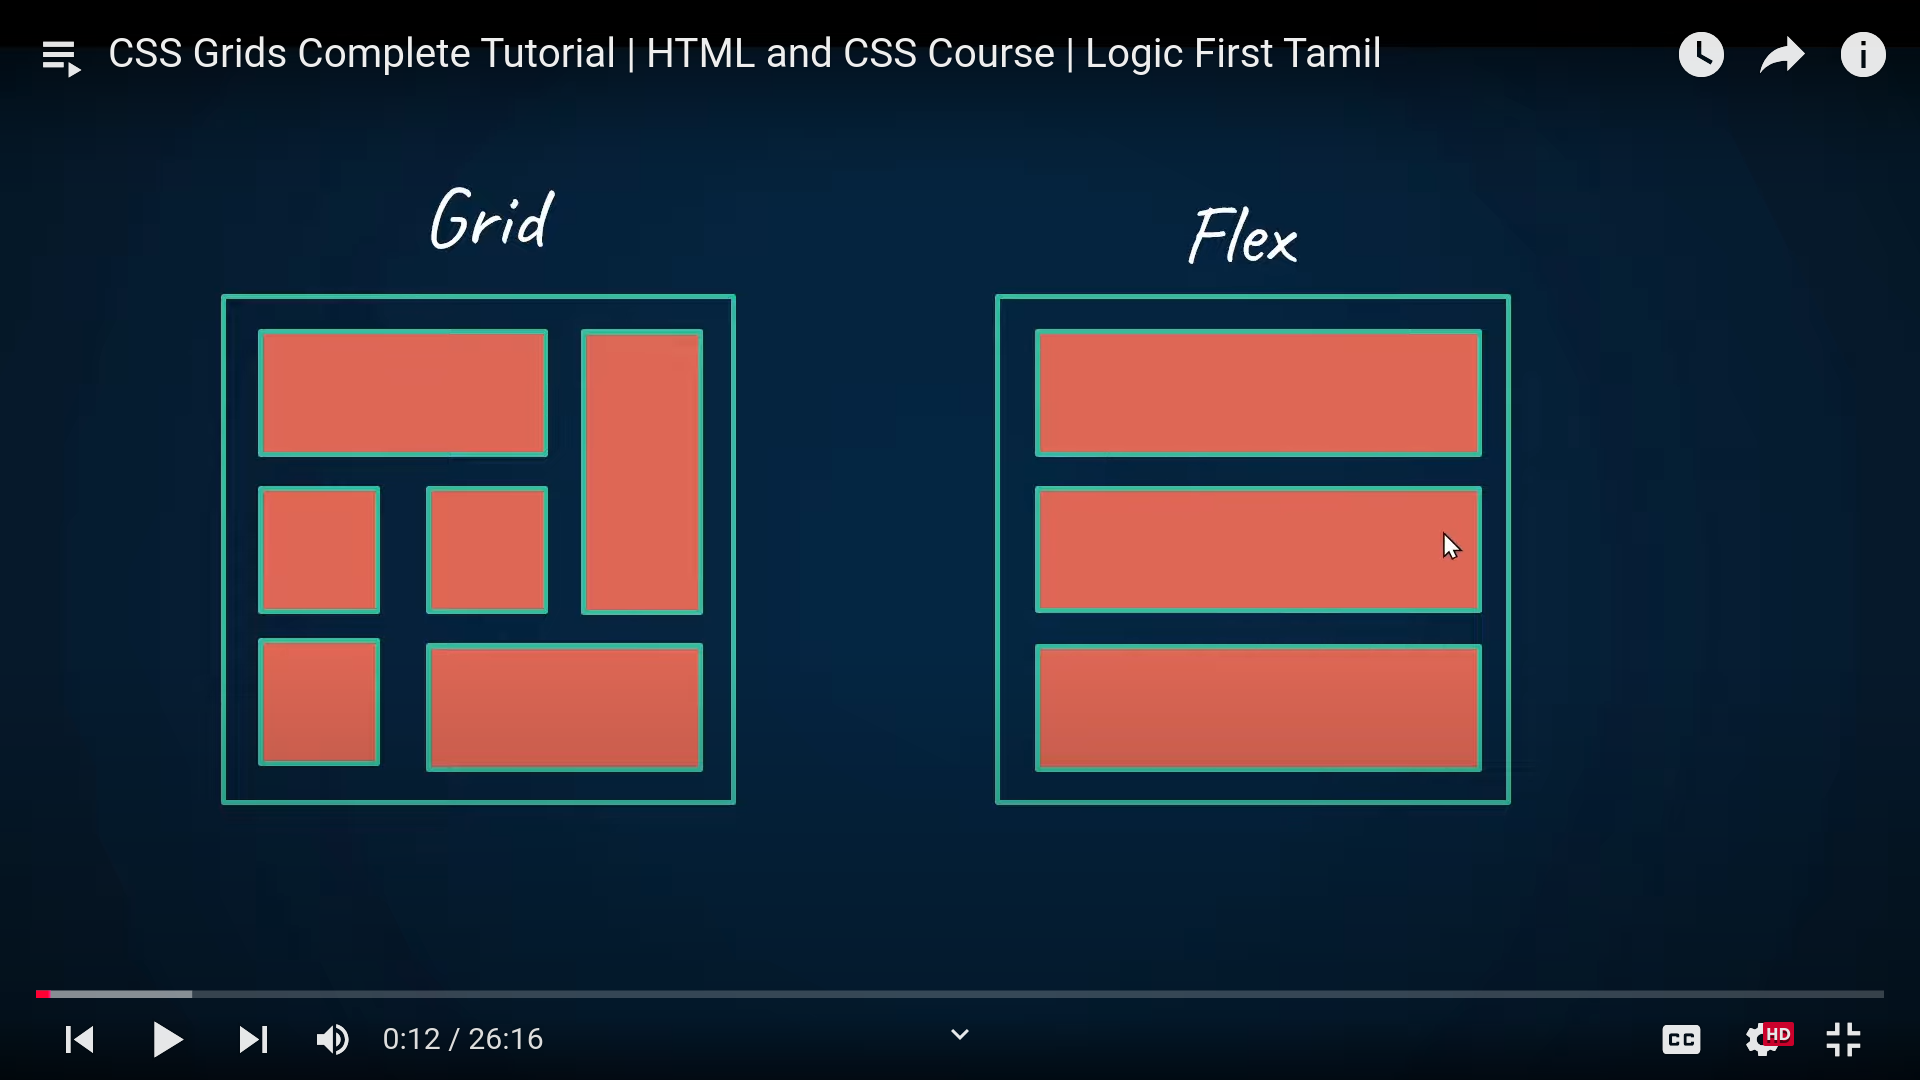 CSS Grids Complete Tutorial | HTML and CSS Course | Logic First Tamil
Grid
Flex
0:12 / 26:16
CC
HD